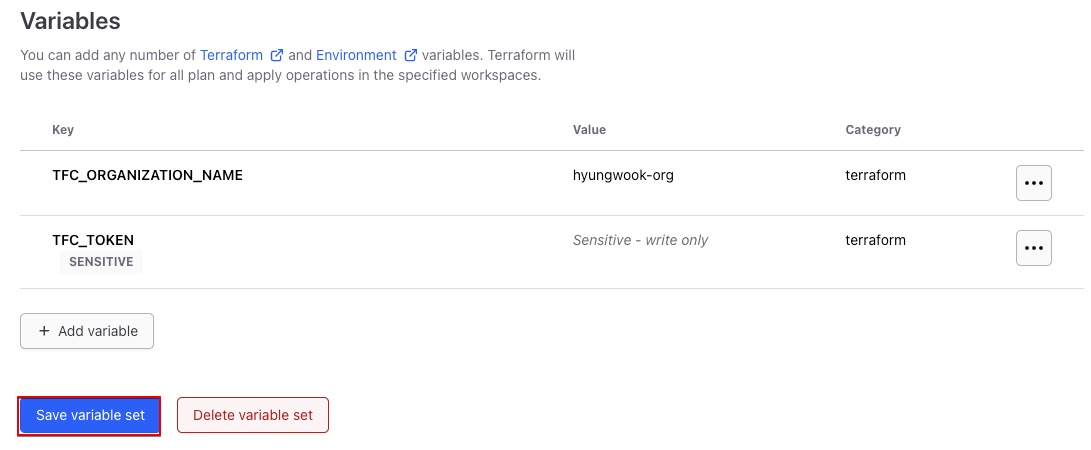 Variables
You can add any number of Terraform and Environment variables. Terraform will
use these variables for all plan and apply operations in the specified workspaces.
Key Value Category
TFC_ORGANIZATION_NAME hyungwook-org terraform
TFC_TOKEN Sensitive - write only terraform
SENSITIVE
+ Add variable
Save variable set Delete variable set